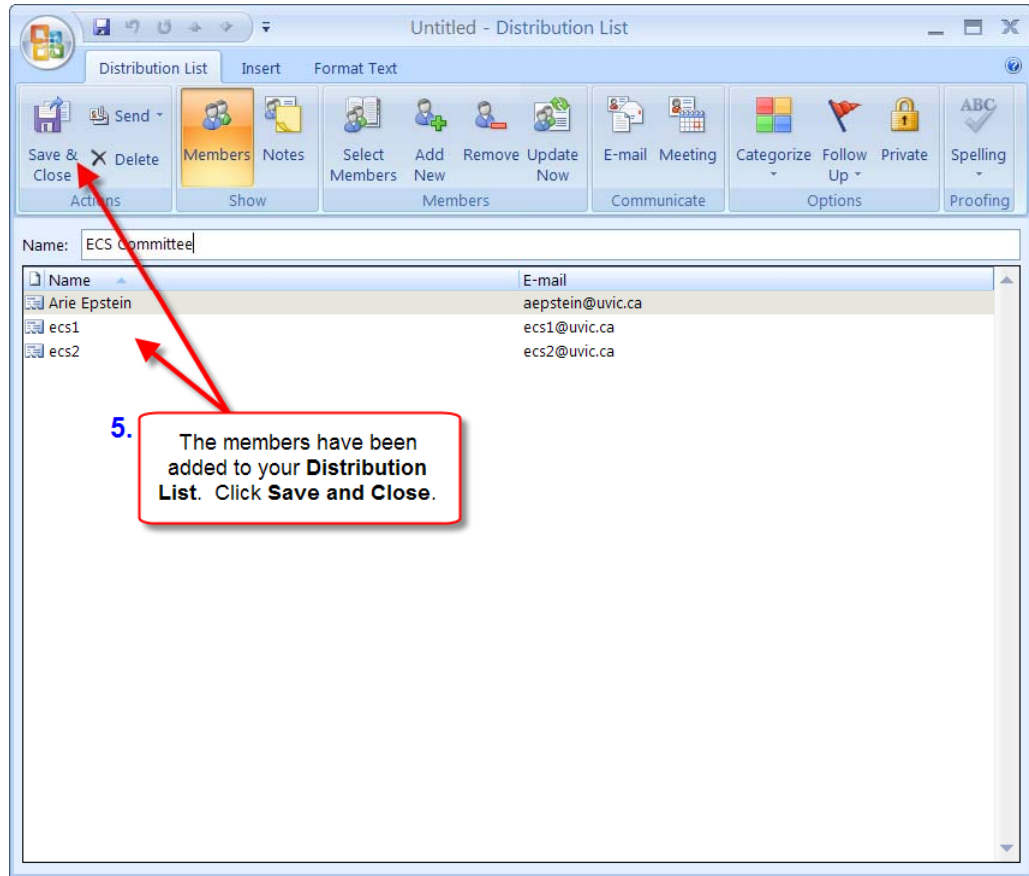 Untitled - Distribution List
Distribution List Insert Format Text
Save & Close Send Delete Members Notes Select Members Add New Remove Update Now E-mail Meeting Categorize Follow Up Private ABC Spelling
Actions Show Members Communicate Options Proofing
Name: ECS Committee
Name E-mail
Arie Epstein aepstein@uvic.ca
ecs1 ecs1@uvic.ca
ecs2 ecs2@uvic.ca
5.
The members have been
added to your Distribution
List. Click Save and Close.